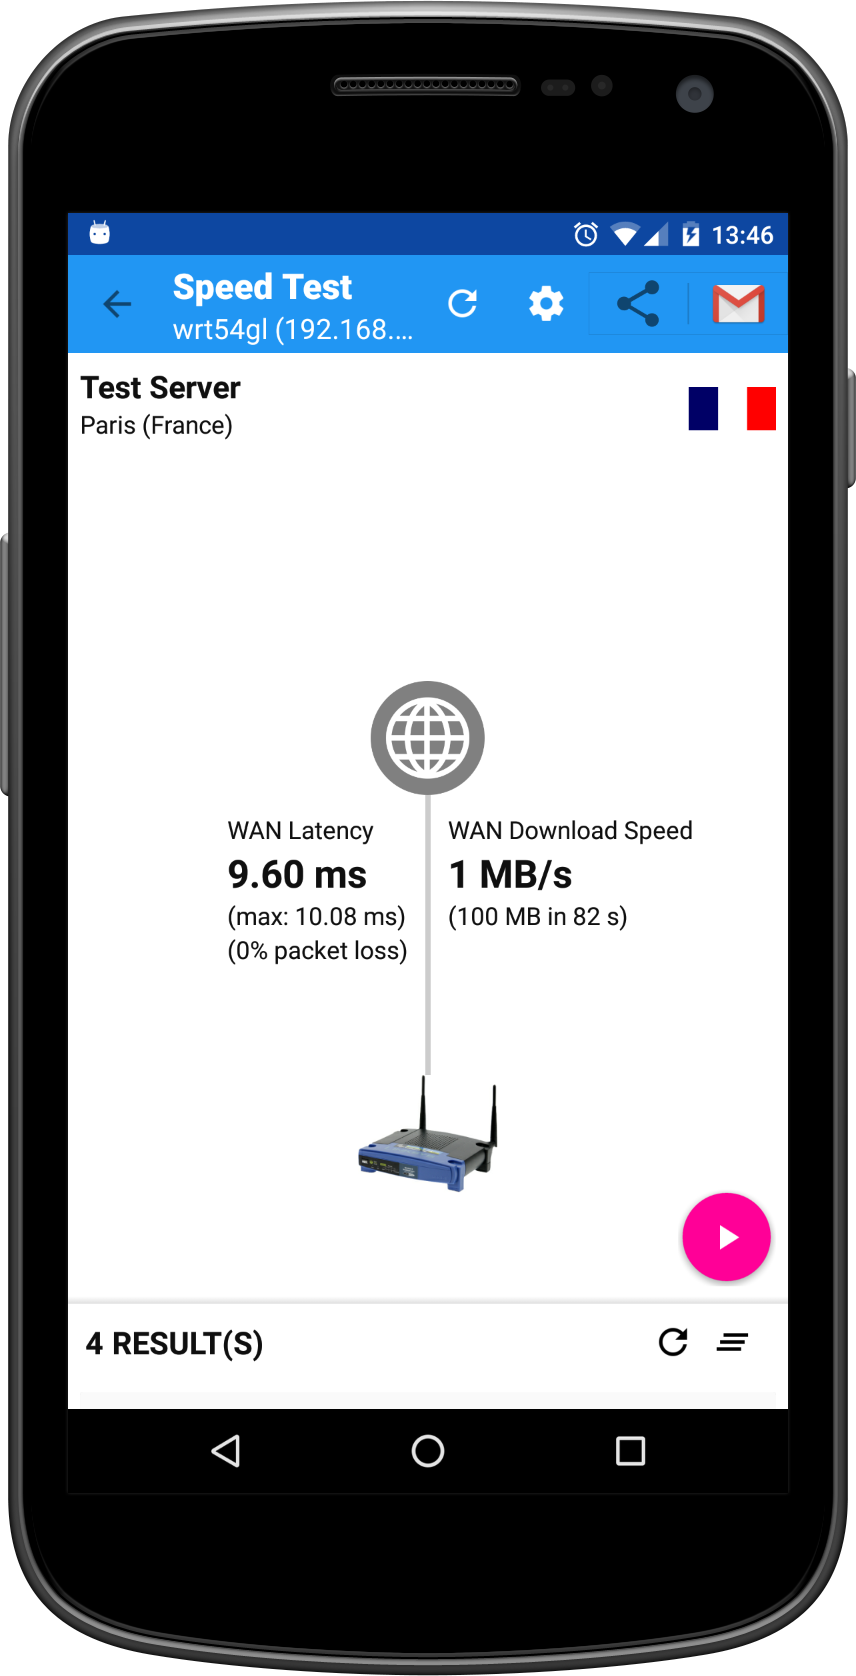 13:46
Speed Test
wrt54gl (192.168....
Test Server
Paris (France)
WAN Latency
9.60 ms
(max: 10.08 ms)
(0% packet loss)
WAN Download Speed
1 MB/s
(100 MB in 82 s)
4 RESULT(S)